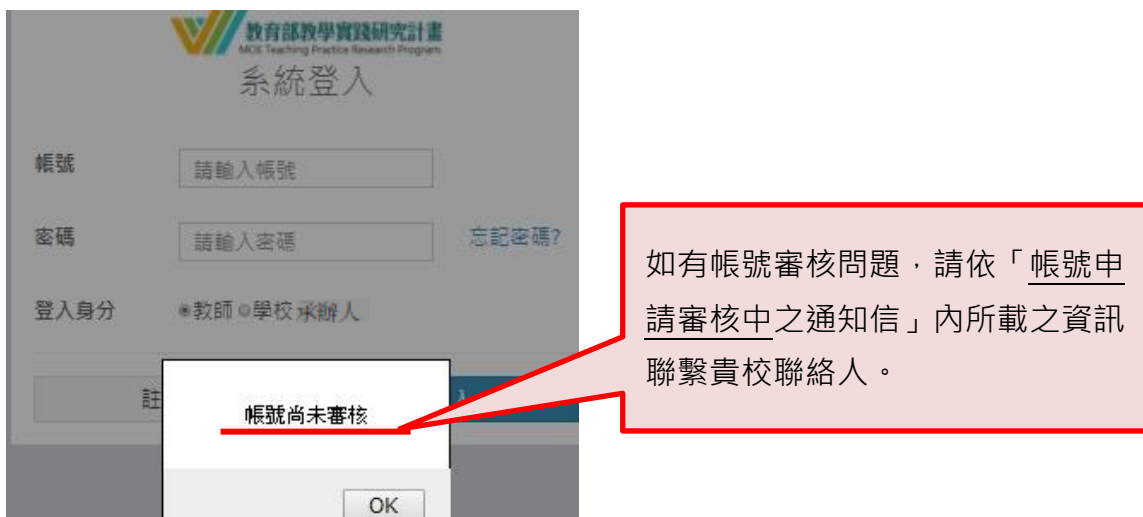 教育部教學實踐研究計畫
MOE Teaching Practice Research Program
系統登入
帳號
請輸入帳號
密碼
請輸入密碼
忘記密碼?
登入身分
教師 學校承辦人
註
入
帳號尚未審核
OK
如有帳號審核問題，請依「帳號申
請審核中之通知信」內所載之資訊
聯繫貴校聯絡人。